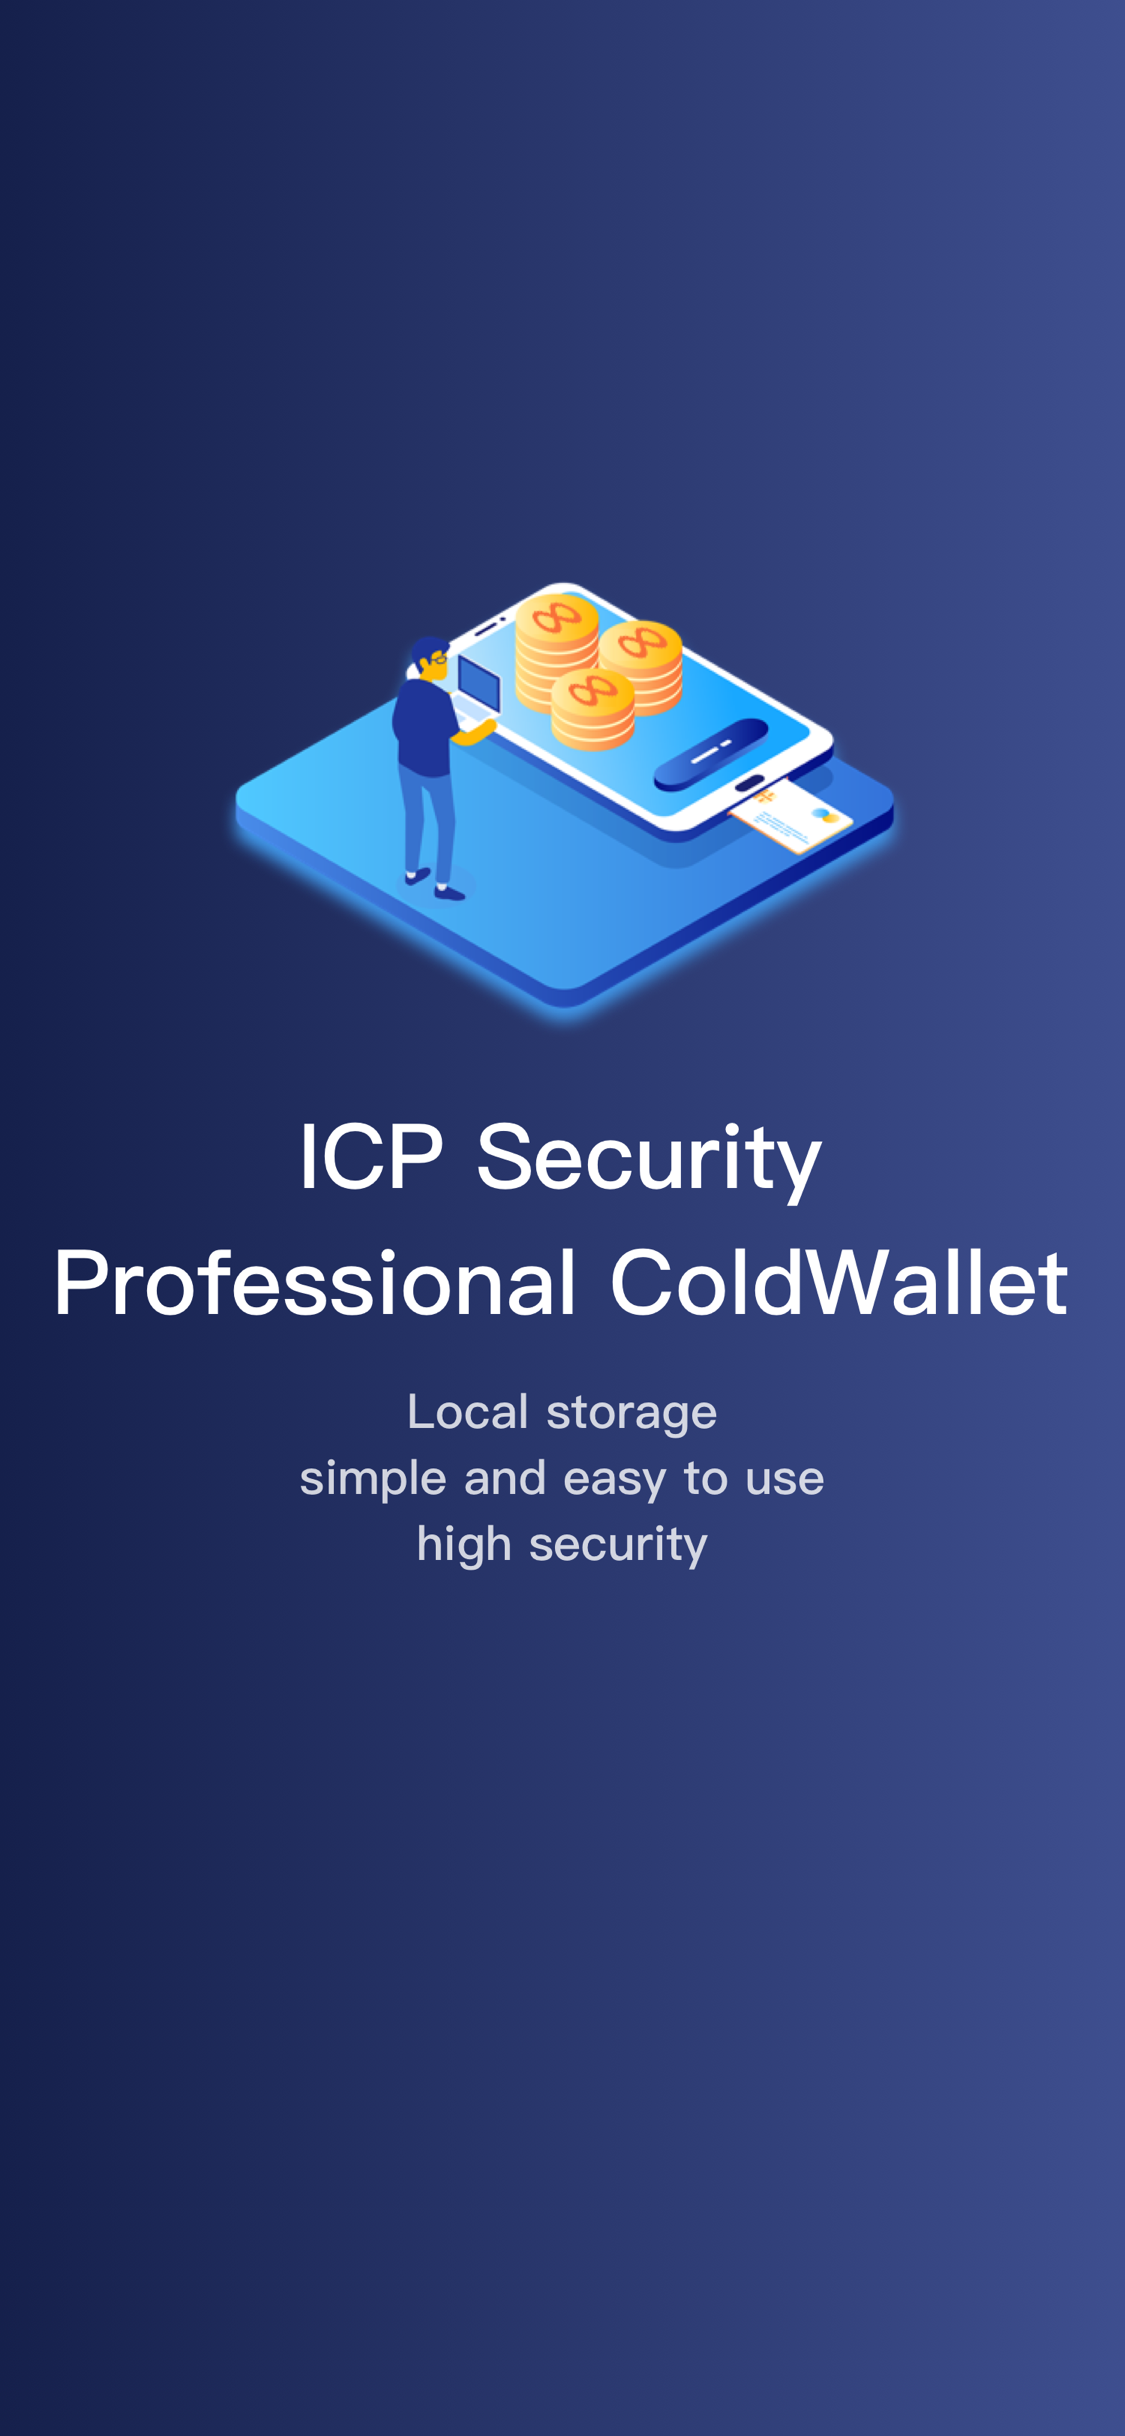 ICP Security
Professional ColdWallet
Local storage
simple and easy to use
high security